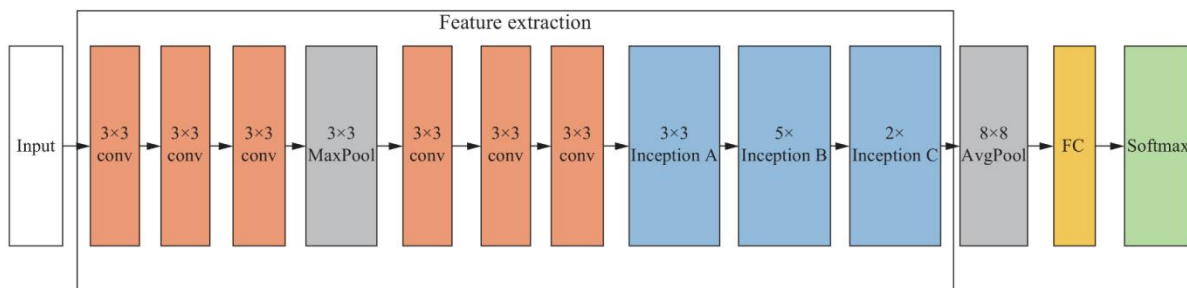 Feature extraction
Input
3×3
conv
3×3
conv
3×3
conv
3×3
MaxPool
3×3
conv
3×3
conv
3×3
conv
3×3
Inception A
5×
Inception B
2×
Inception C
8×8
AvgPool
FC
Softmax